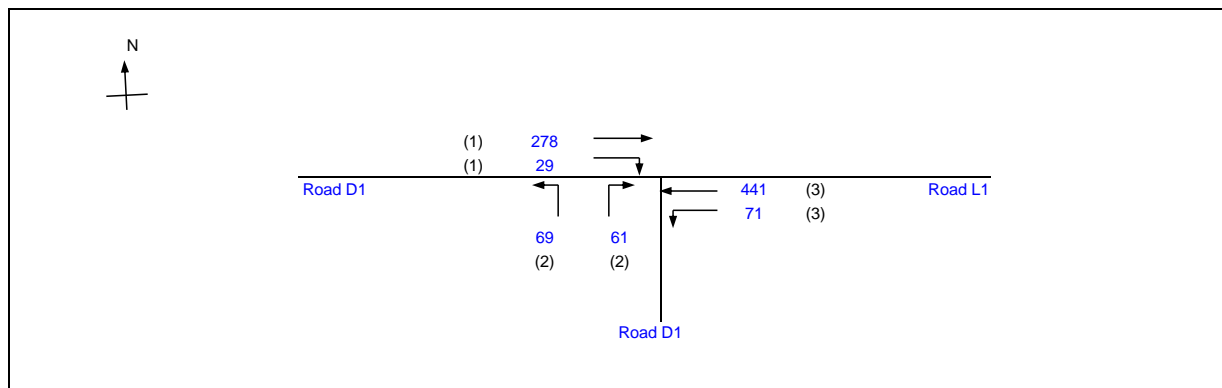 N
(1) 278
(1) 29
Road D1 441 (3) Road L1
71 (3)
69 61
(2) (2)
Road D1